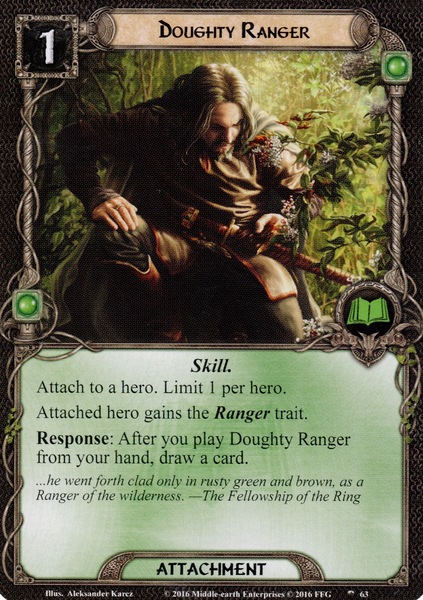 Doughty Ranger
1
Skill.
Attach to a hero. Limit 1 per hero.
Attached hero gains the Ranger trait.
Response: After you play Doughty Ranger
from your hand, draw a card.
...he went forth clad only in rusty green and brown, as
a Ranger of the wilderness. —The Fellowship of the
Ring
Attachment
Illus. Aleksander Karcz © 2016 Middle-earth Enterprises © 2016 FFG 63